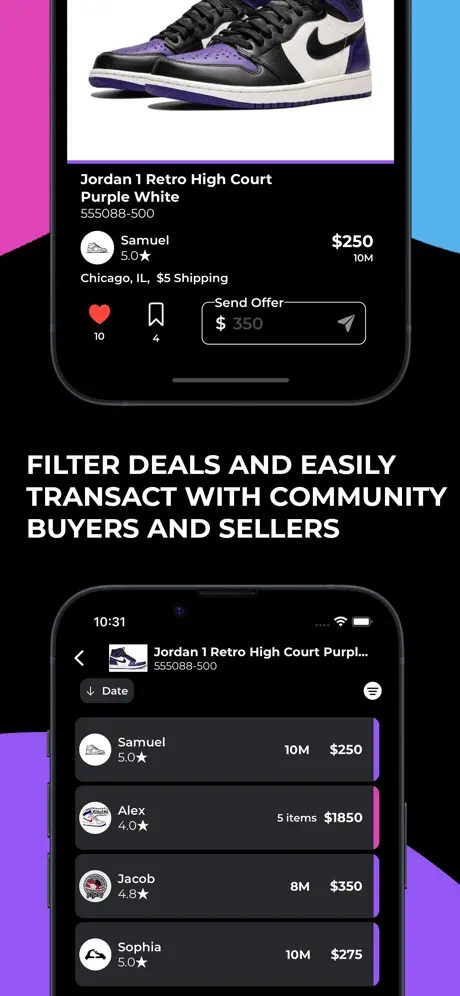 Jordan 1 Retro High Court
Purple White
555088-500
Samuel
5.0★
$250
10M
Chicago, IL, $5 Shipping
10
4
Send Offer
$ 350
FILTER DEALS AND EASILY
TRANSACT WITH COMMUNITY
BUYERS AND SELLERS
10:31
Jordan 1 Retro High Court Purpl...
555088-500
↓ Date
Samuel
5.0★
10M $250
Alex
4.0★
5 items $1850
Jacob
4.8★
8M $350
Sophia
5.0★
10M $275